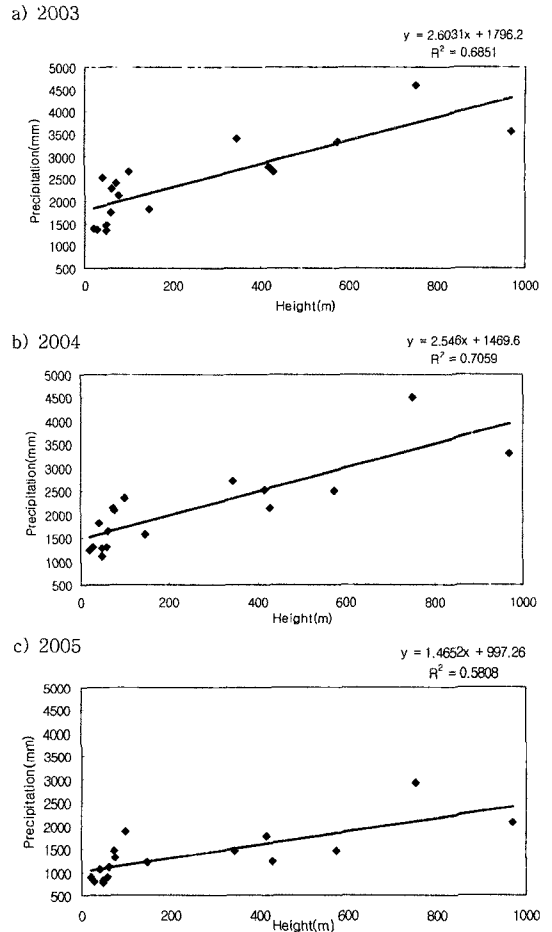 a) 2003
y = 2.6031x + 1796.2
R² = 0.6851
5000
4500
4000
3500
3000
2500
2000
1500
1000
500
Precipitation(mm)
0 200 400 600 800 1000
Height(m)
b) 2004
y = 2.546x + 1469.6
R² = 0.7059
5000
4500
4000
3500
3000
2500
2000
1500
1000
500
Precipitation(mm)
0 200 400 600 800 1000
Height(m)
c) 2005
y = 1.4652x + 997.26
R² = 0.5808
5000
4500
4000
3500
3000
2500
2000
1500
1000
500
Precipitation(mm)
0 200 400 600 800 1000
Height(m)